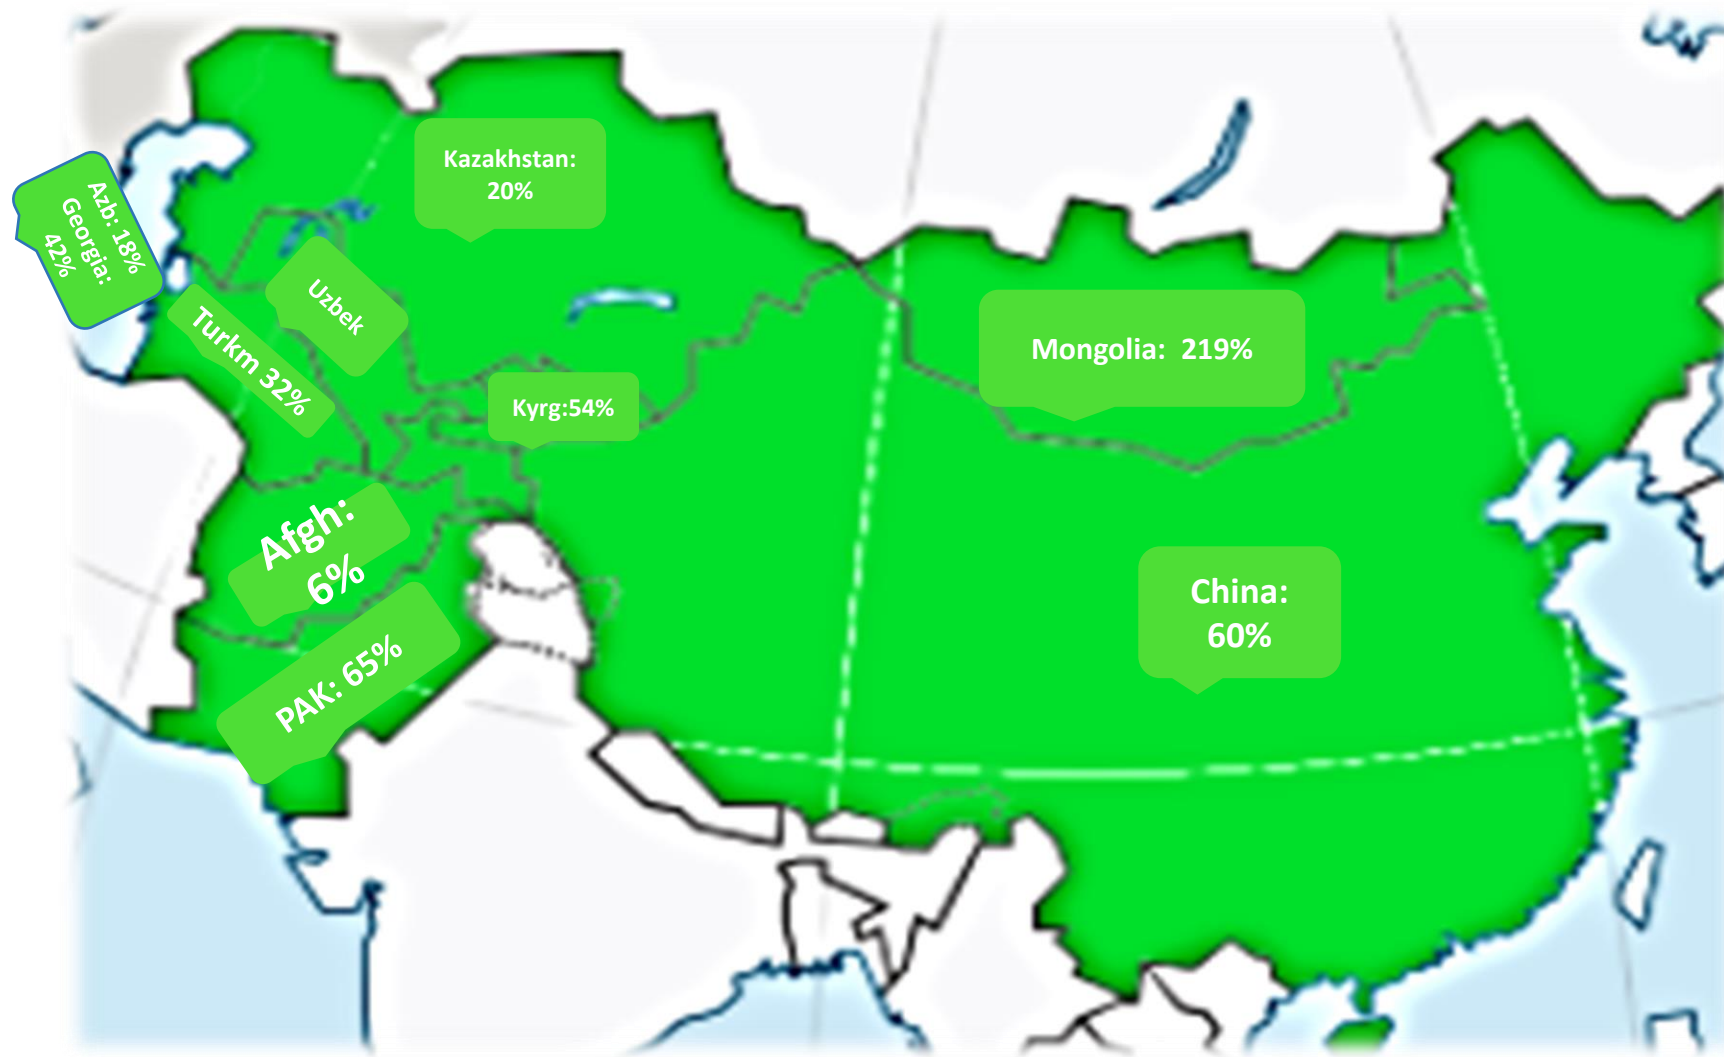 Kazakhstan:
20%
Azb: 18%
Georgia:
42%
Uzbek
Turkm 32%
Mongolia:  219%
Kyrg:54%
Afgh:
6%
China:
60%
PAK: 65%